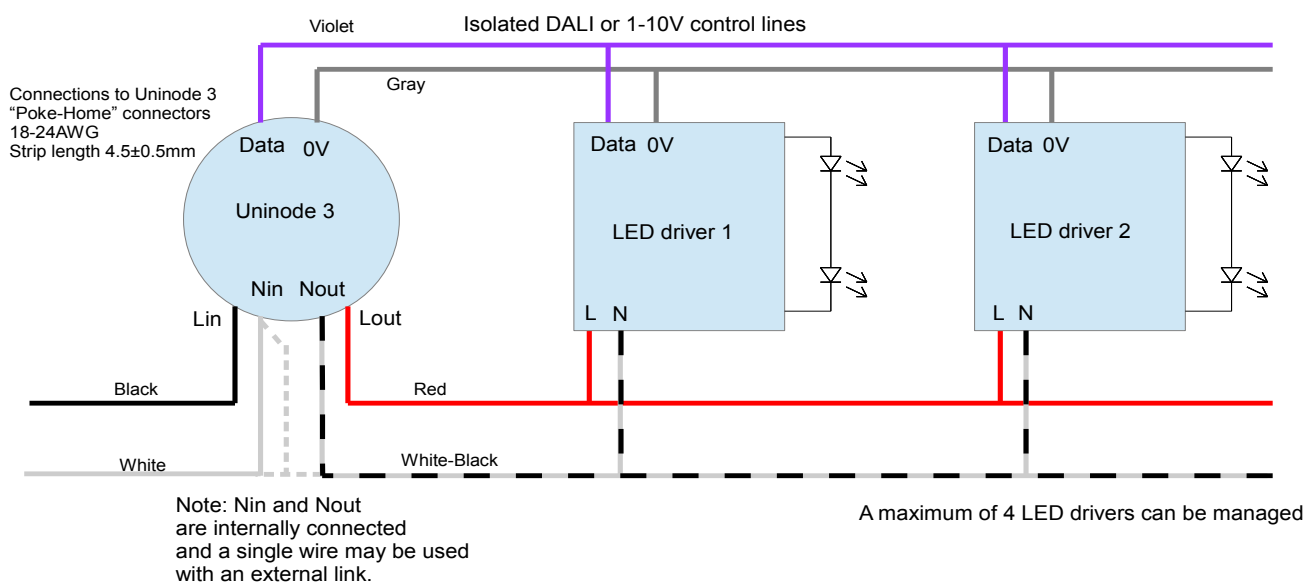 Violet
Isolated DALI or 1-10V control lines
Gray
Connections to Uninode 3
“Poke-Home” connectors
18-24AWG
Strip length 4.5±0.5mm
Data 0V
Uninode 3
Nin Nout
Lin
Lout
Data 0V
LED driver 1
L N
Data 0V
LED driver 2
L N
Black
Red
White
White-Black
Note: Nin and Nout
are internally connected
and a single wire may be used
with an external link.
A maximum of 4 LED drivers can be managed